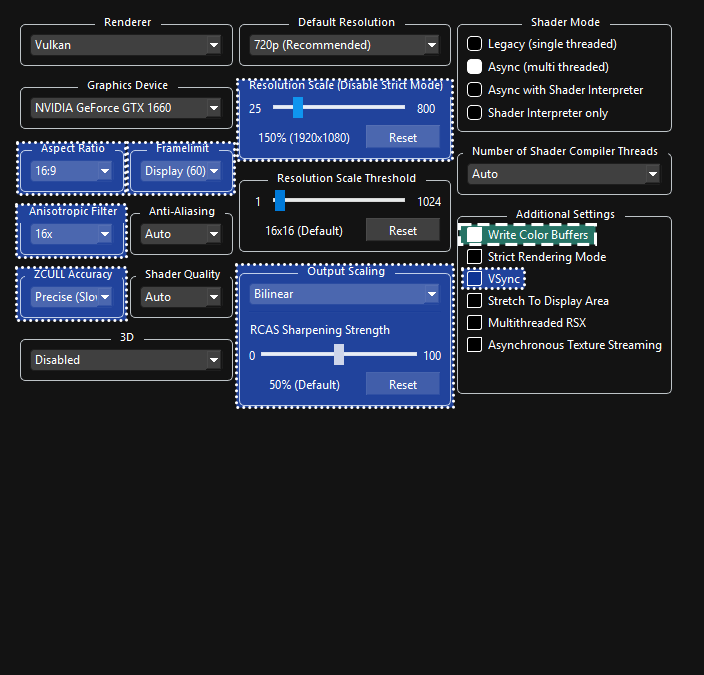 Renderer
Vulkan
Graphics Device
NVIDIA GeForce GTX 1660
Aspect Ratio
16:9
Framelimit
Display (60)
Anisotropic Filter
16x
Anti-Aliasing
Auto
ZCULL Accuracy
Precise (Slo
Shader Quality
Auto
3D
Disabled
Default Resolution
720p (Recommended)
Resolution Scale (Disable Strict Mode)
25
800
150% (1920x1080)
Reset
Resolution Scale Threshold
1
1024
16x16 (Default)
Reset
Output Scaling
Bilinear
RCAS Sharpening Strength
0
100
50% (Default)
Reset
Shader Mode
Legacy (single threaded)
Async (multi threaded)
Async with Shader Interpreter
Shader Interpreter only
Number of Shader Compiler Threads
Auto
Additional Settings
Write Color Buffers
Strict Rendering Mode
VSync
Stretch To Display Area
Multithreaded RSX
Asynchronous Texture Streaming